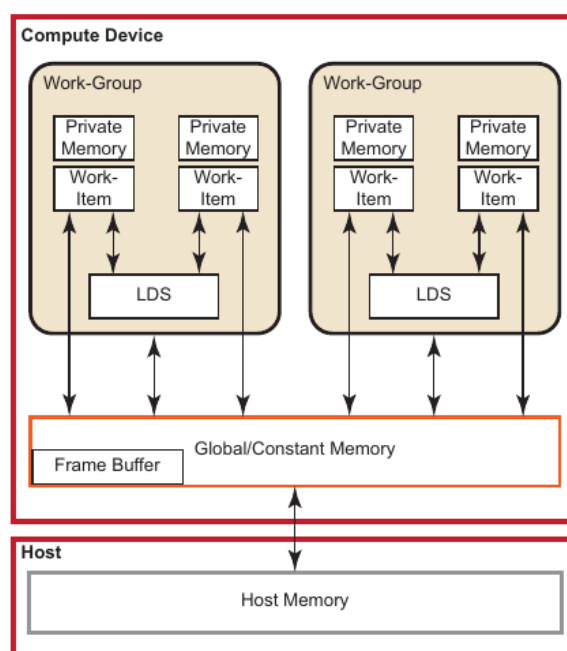 Compute Device
Work-Group
Work-Group
Private
Memory
Private
Memory
Private
Memory
Private
Memory
Work-
Item
Work-
Item
Work-
Item
Work-
Item
LDS
LDS
Global/Constant Memory
Frame Buffer
Host
Host Memory